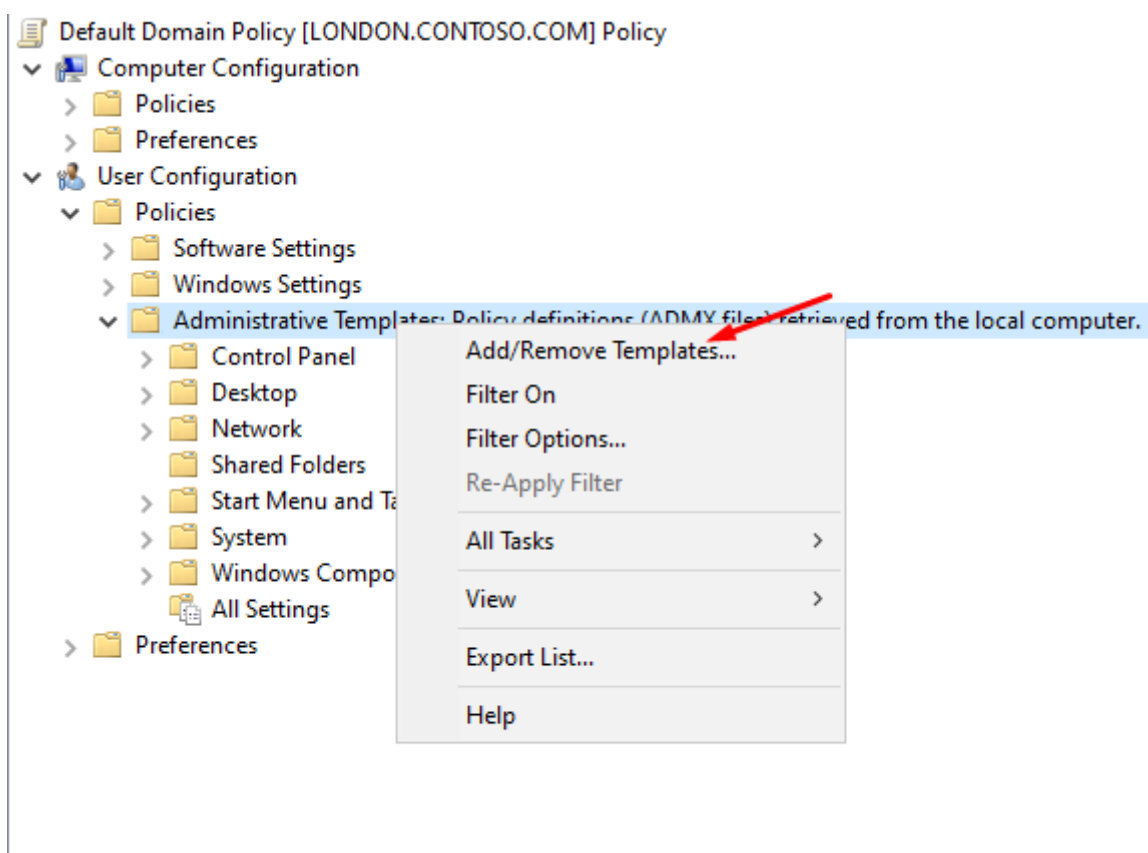 Default Domain Policy [LONDON.CONTOSO.COM] Policy
Computer Configuration
Policies
Preferences
User Configuration
Policies
Software Settings
Windows Settings
Administrative Templates: Policy definitions (ADMX files) retrieved from the local computer.
Control Panel
Desktop
Network
Shared Folders
Start Menu and Ta
System
Windows Compo
All Settings
Preferences
Add/Remove Templates...
Filter On
Filter Options...
Re-Apply Filter
All Tasks
View
Export List...
Help